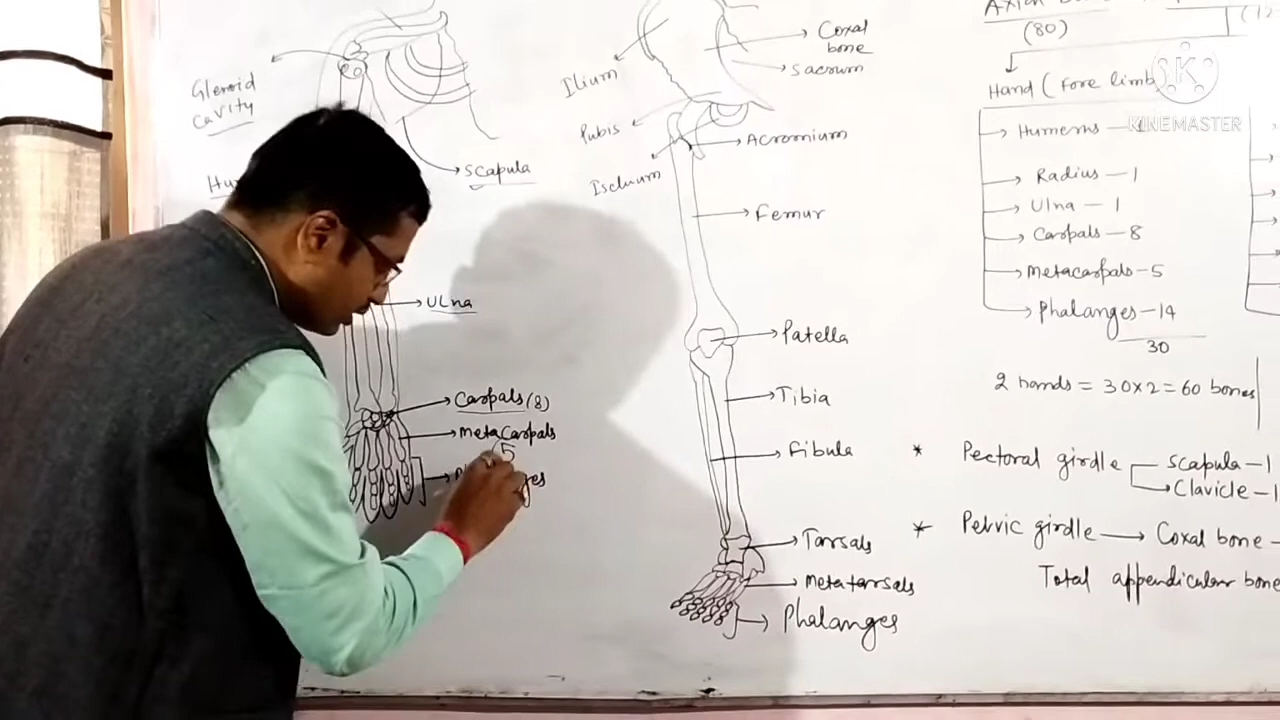 Glenoid
cavity
Hu
scapula
ULna
Carpals (8)
MetaCarpals
5
Ilium
Pubis
Ischium
Coxal
bone
Sacrum
Acromium
Femur
Patella
Tibia
Fibula
Tarsals
Metatarsals
Phalanges
(80)
Hand (Fore limb
Humerus — 1
Radius — 1
Ulna — 1
Carpals — 8
Metacarpals - 5
Phalanges - 14
30
2 hands = 30 x 2 = 60 bones
* Pectoral girdle
Scapula - 1
Clavicle - 1
* Pelvic girdle → Coxal bone -
Total appendicular bone
K
KINEMASTER